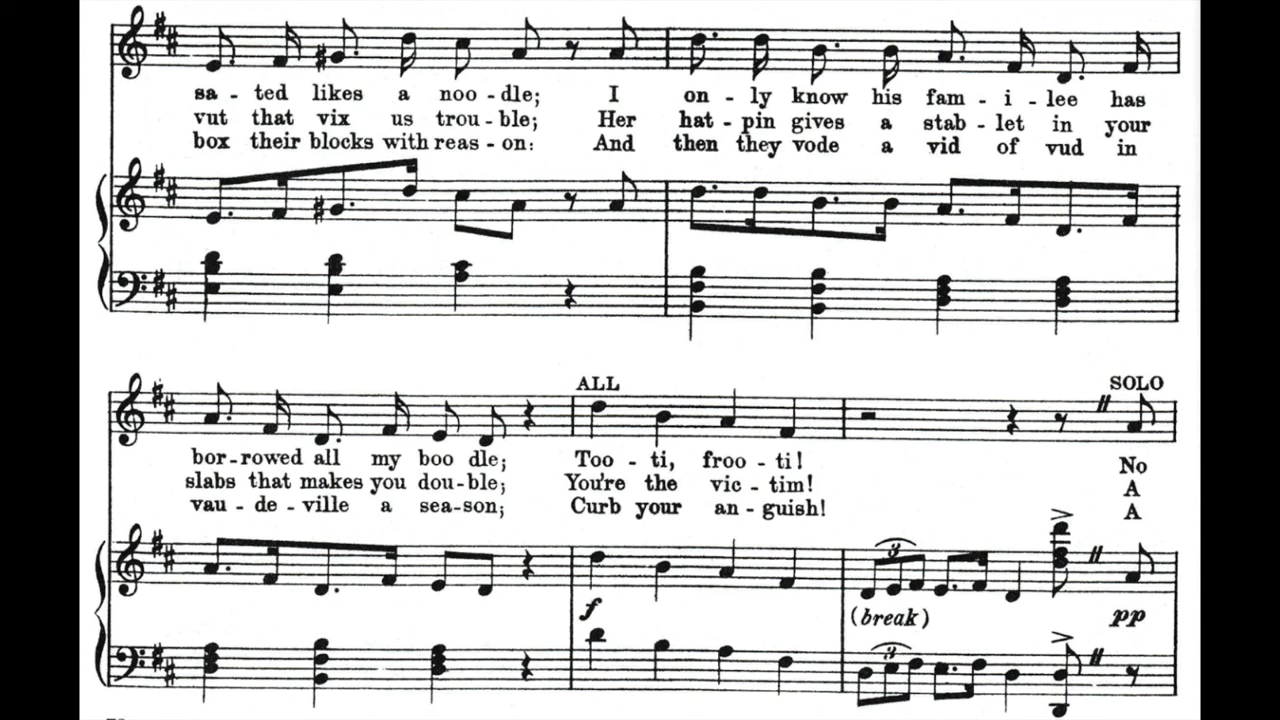 sa - ted likes a noo - dle; I on - ly know his fam - i - lee has
vut that vix us trou - ble; Her hat - pin gives a stab - let in your
box their blocks with reas - on: And then they vode a vid of vud in
ALL SOLO
bor - rowed all my boo dle; Too - ti, froo - ti! No
slabs that makes you dou - ble; You're the vic - tim! A
vau - de - ville a sea - son; Curb your an - guish! A
3
f (break) pp
3